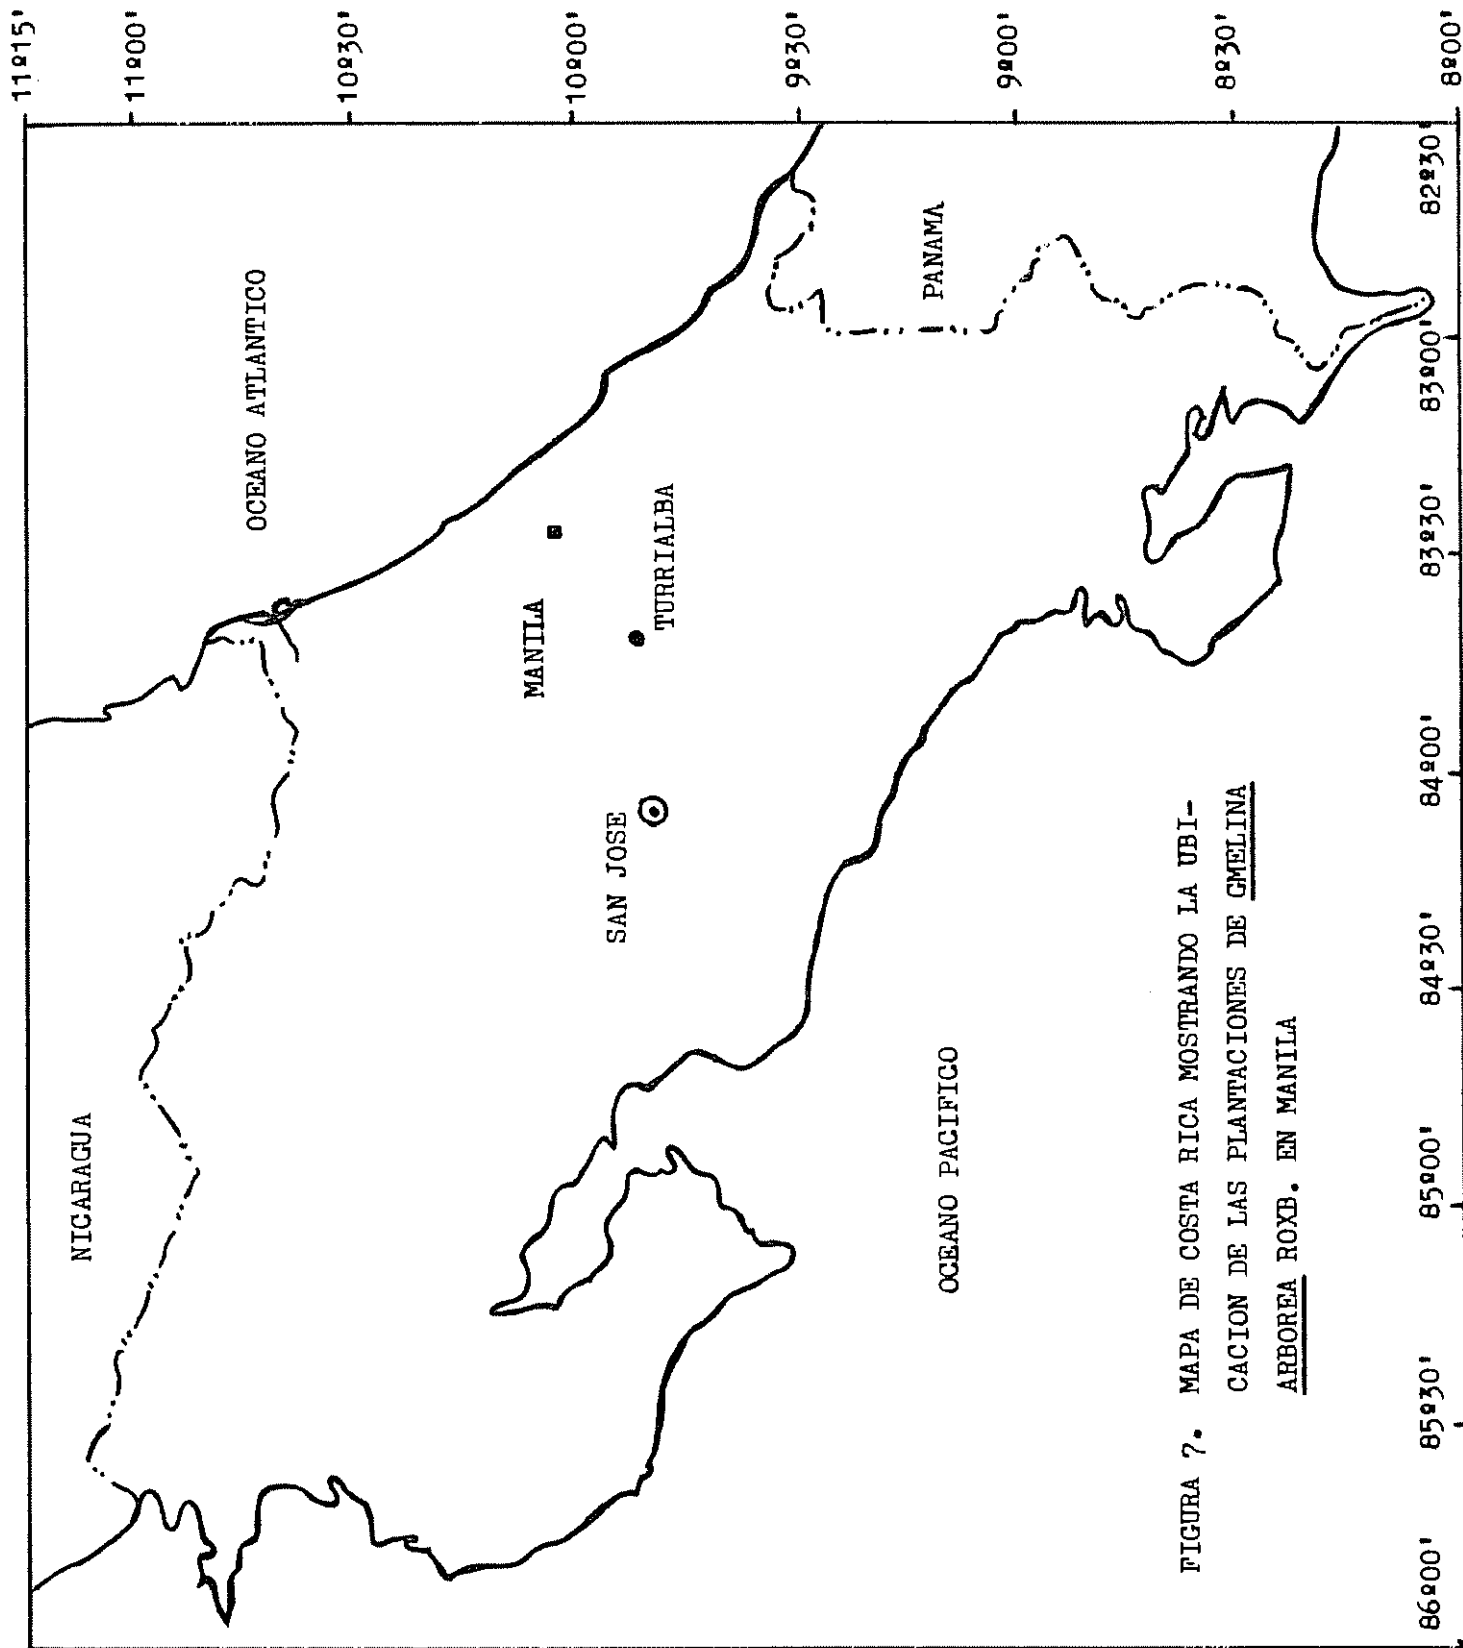 11º15'
11º00'
10º30'
10º00'
9º30'
9º00'
8º30'
8º00'
NICARAGUA
OCEANO ATLANTICO
MANILA
TURRIALBA
SAN JOSE
PANAMA
OCEANO PACIFICO
86º00'
85º30'
85º00'
84º30'
84º00'
83º30'
83º00'
82º30'
FIGURA 7. MAPA DE COSTA RICA MOSTRANDO LA UBI-
CACION DE LAS PLANTACIONES DE GMELINA
ARBOREA ROXB. EN MANILA